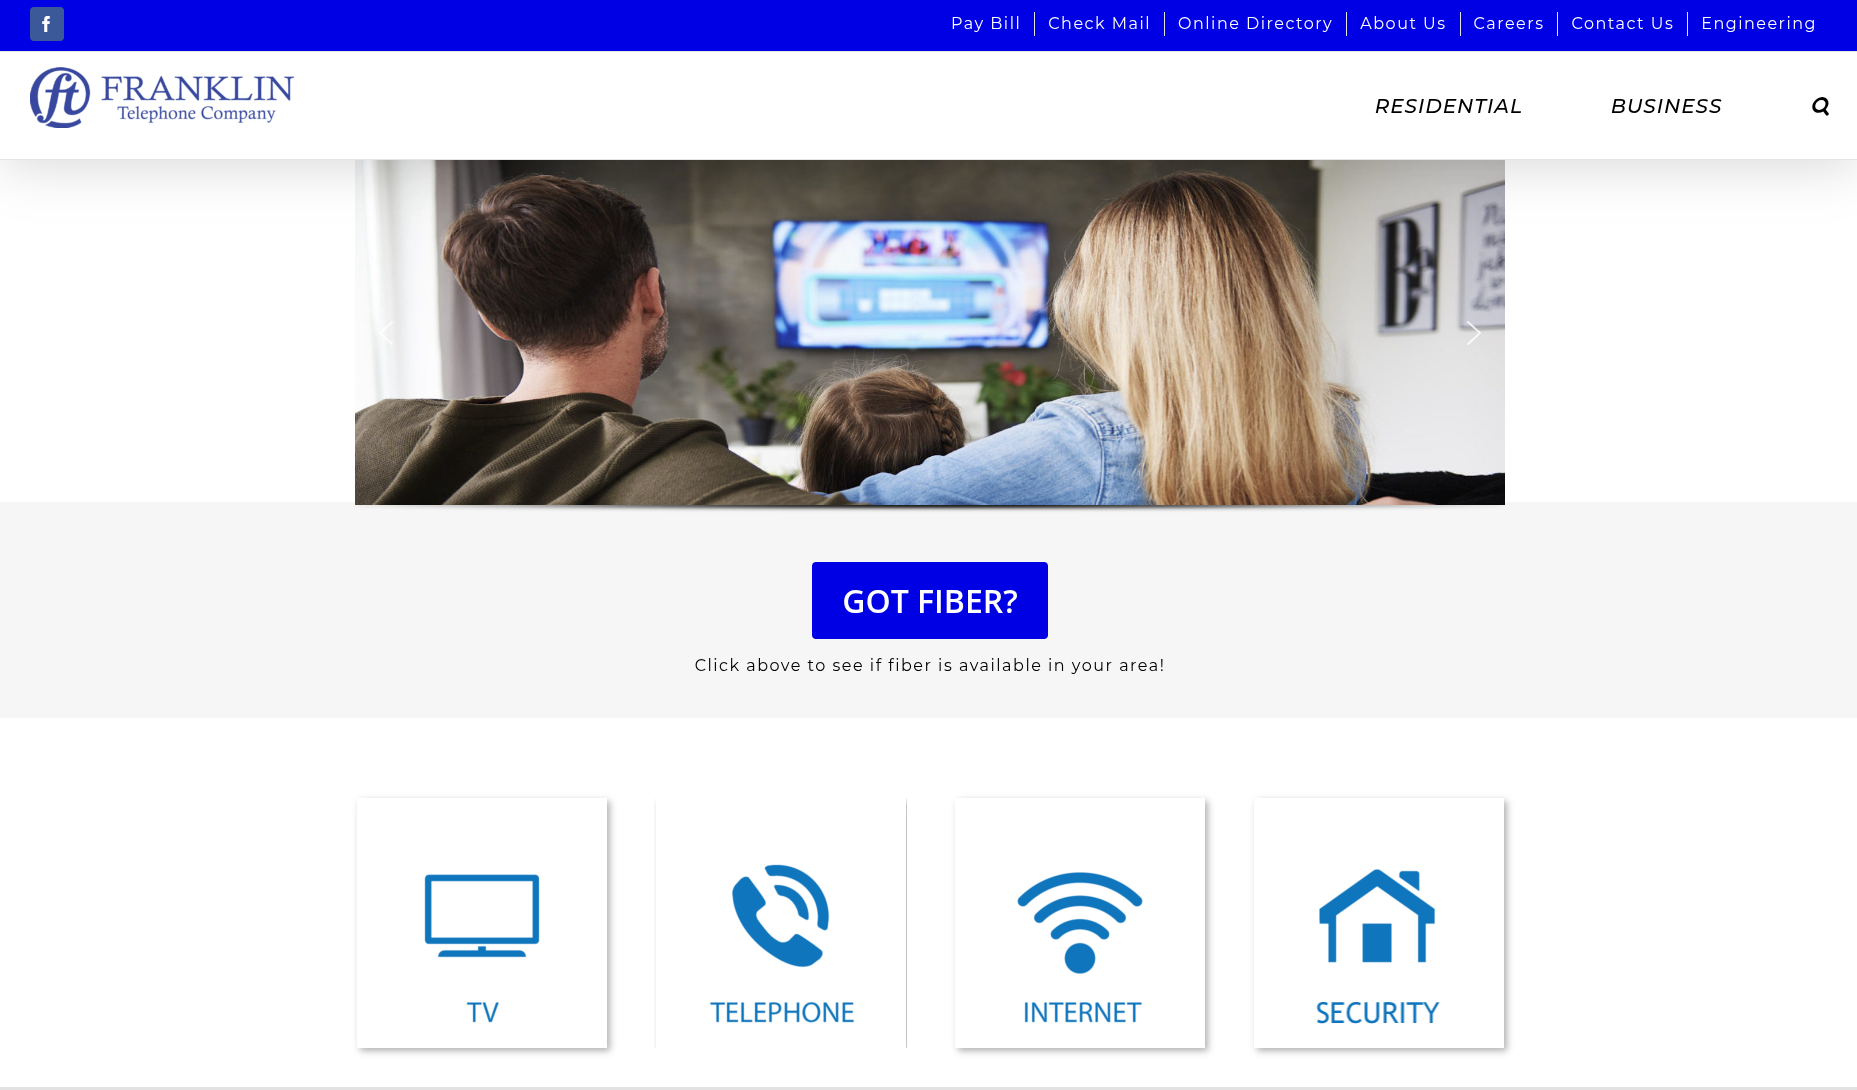 Pay Bill
Check Mail
Online Directory
About Us
Careers
Contact Us
Engineering
ft FRANKLIN
Telephone Company
RESIDENTIAL
BUSINESS
GOT FIBER?
Click above to see if fiber is available in your area!
TV
TELEPHONE
INTERNET
SECURITY